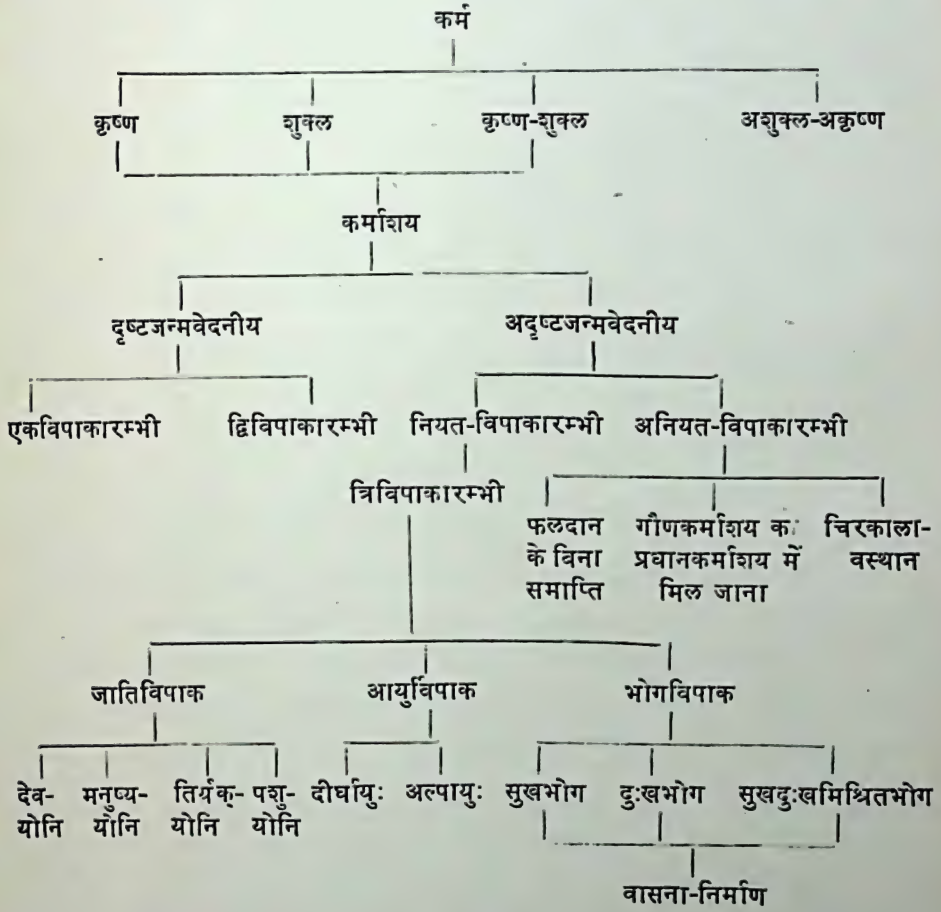 कर्म
कृष्ण शुक्ल कृष्ण-शुक्ल अशुक्ल-अकृष्ण
कर्माशय
दृष्टजन्मवेदनीय अदृष्टजन्मवेदनीय
एकविपाकारम्भी द्विविपाकारम्भी नियत-विपाकारम्भी अनियत-विपाकारम्भी
त्रिविपाकारम्भी
फलदान गौणकर्माशय का चिरकाला-
के बिना प्रधानकर्माशय में वस्थान
समाप्ति मिल जाना
जातिविपाक आयुर्विपाक भोगविपाक
देव- मनुष्य- तिर्यक्- पशु- दीर्घायुः अल्पायुः सुखभोग दुःखभोग सुखदुःखमिश्रितभोग
योनि योनि योनि योनि
वासना-निर्माण